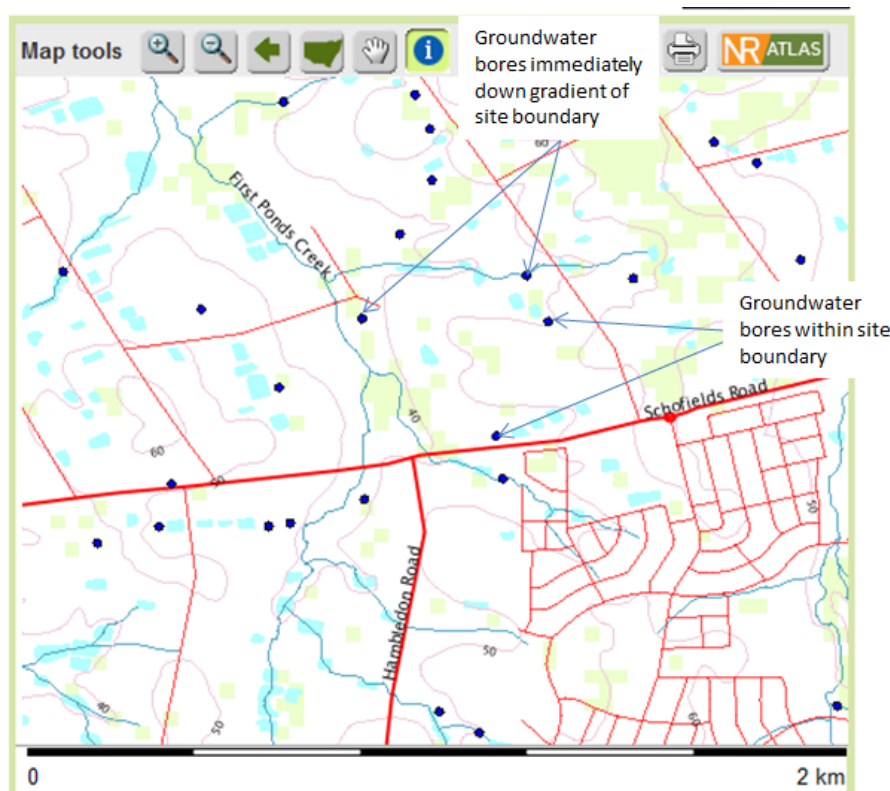 Map tools
Groundwater
bores immediately
down gradient of
site boundary
NR ATLAS
60
First Ponds Creek
Groundwater
bores within site
boundary
40
Schofields Road
60
50
50
Hambledon Road
50
40
50
60
0
2 km